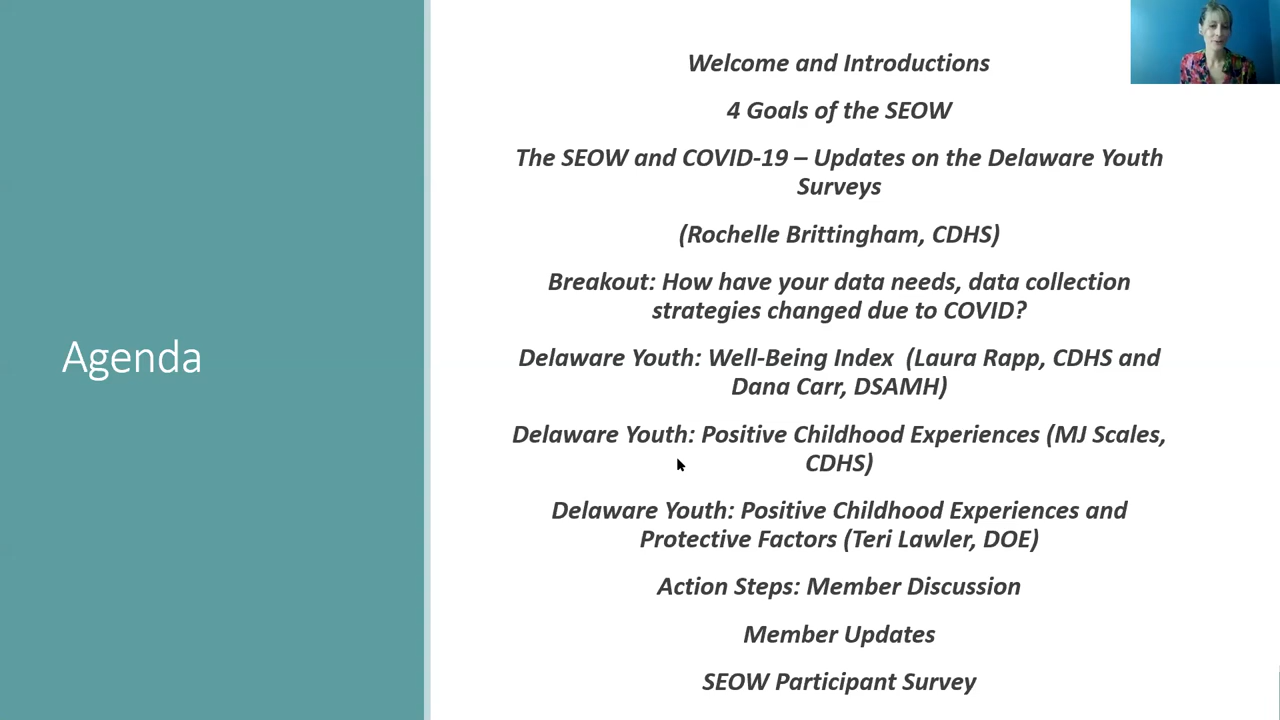 Agenda
Welcome and Introductions
4 Goals of the SEOW
The SEOW and COVID-19 – Updates on the Delaware Youth
Surveys
(Rochelle Brittingham, CDHS)
Breakout: How have your data needs, data collection
strategies changed due to COVID?
Delaware Youth: Well-Being Index (Laura Rapp, CDHS and
Dana Carr, DSAMH)
Delaware Youth: Positive Childhood Experiences (MJ Scales,
CDHS)
Delaware Youth: Positive Childhood Experiences and
Protective Factors (Teri Lawler, DOE)
Action Steps: Member Discussion
Member Updates
SEOW Participant Survey